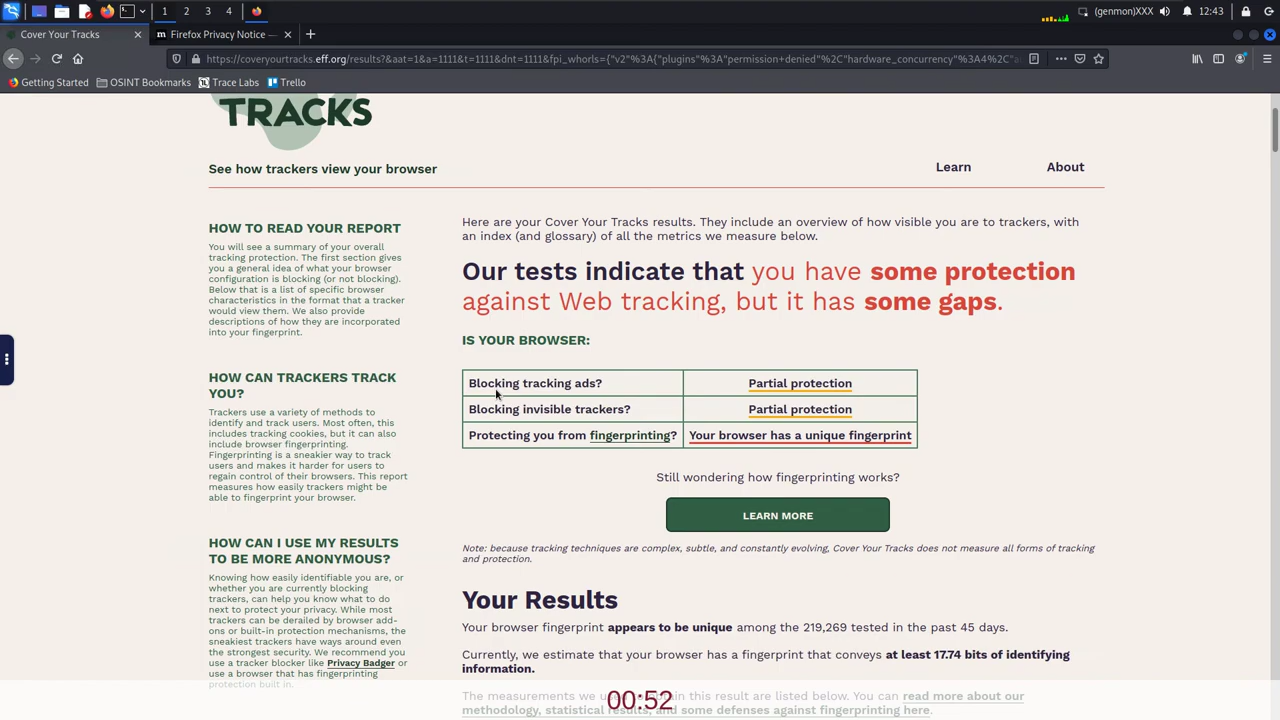 1 2 3 4 (genmon)XXX 12:43
Cover Your Tracks
Firefox Privacy Notice —
https://coveryourtracks.eff.org/results?&aat=1&a=1111&t=1111&dnt=1111&fpi_whorls={"v2"%3A{"plugins"%3A"permission+denied"%2C"hardware_concurrency"%3A4%2C"a
Getting Started OSINT Bookmarks Trace Labs Trello
TRACKS
See how trackers view your browser
Learn
About
HOW TO READ YOUR REPORT
You will see a summary of your overall
tracking protection. The first section gives
you a general idea of what your browser
configuration is blocking (or not blocking).
Below that is a list of specific browser
characteristics in the format that a tracker
would view them. We also provide
descriptions of how they are incorporated
into your fingerprint.
HOW CAN TRACKERS TRACK
YOU?
Trackers use a variety of methods to
identify and track users. Most often, this
includes tracking cookies, but it can also
include browser fingerprinting.
Fingerprinting is a sneakier way to track
users and makes it harder for users to
regain control of their browsers. This report
measures how easily trackers might be
able to fingerprint your browser.
HOW CAN I USE MY RESULTS
TO BE MORE ANONYMOUS?
Knowing how easily identifiable you are, or
whether you are currently blocking
trackers, can help you know what to do
next to protect your privacy. While most
trackers can be derailed by browser add-
ons or built-in protection mechanisms, the
sneakiest trackers have ways around even
the strongest security. We recommend you
use a tracker blocker like Privacy Badger or
use a browser that has fingerprinting
protection built in.
Here are your Cover Your Tracks results. They include an overview of how visible you are to trackers, with
an index (and glossary) of all the metrics we measure below.
Our tests indicate that you have some protection
against Web tracking, but it has some gaps.
IS YOUR BROWSER:
Blocking tracking ads? Partial protection
Blocking invisible trackers? Partial protection
Protecting you from fingerprinting? Your browser has a unique fingerprint
Still wondering how fingerprinting works?
LEARN MORE
Note: because tracking techniques are complex, subtle, and constantly evolving, Cover Your Tracks does not measure all forms of tracking
and protection.
Your Results
Your browser fingerprint appears to be unique among the 219,269 tested in the past 45 days.
Currently, we estimate that your browser has a fingerprint that conveys at least 17.74 bits of identifying
information.
The measurements we used to obtain this result are listed below. You can read more about our
methodology, statistical results, and some defenses against fingerprinting here.
00:52